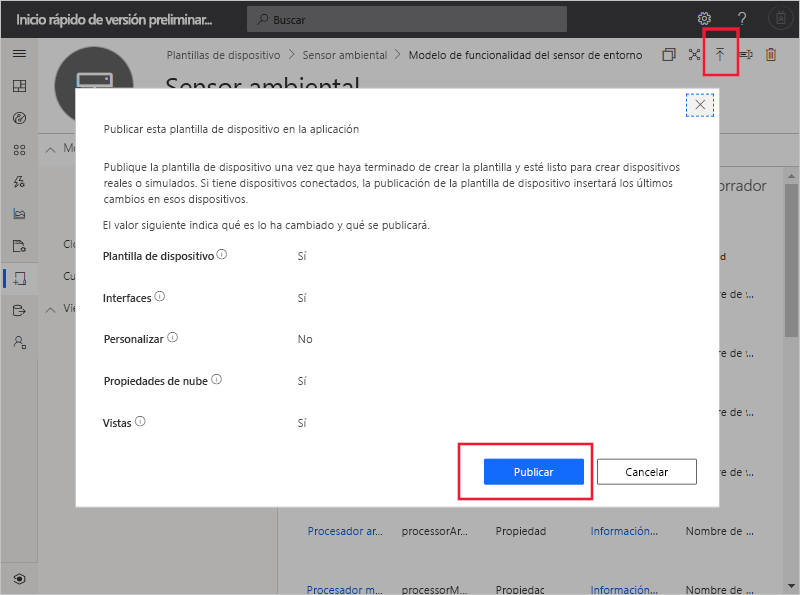 Inicio rápido de versión preliminar...
Buscar
Plantillas de dispositivo > Sensor ambiental > Modelo de funcionalidad del sensor de entorno
Sensor ambiental
Publicar esta plantilla de dispositivo en la aplicación
Publique la plantilla de dispositivo una vez que haya terminado de crear la plantilla y esté listo para crear dispositivos
reales o simulados. Si tiene dispositivos conectados, la publicación de la plantilla de dispositivo insertará los últimos
cambios en esos dispositivos.
El valor siguiente indica qué es lo ha cambiado y qué se publicará.
Plantilla de dispositivo Sí
Interfaces Sí
Personalizar No
Propiedades de nube Sí
Vistas Sí
Publicar Cancelar
Mo
Clo
Cu
Vie
orrador
d
re de ...
re de ...
re de ...
re de ...
Procesador ar... processorAr... Propiedad Información... Nombre de ...
Procesador m... processorM... Propiedad Información... Nombre de ...